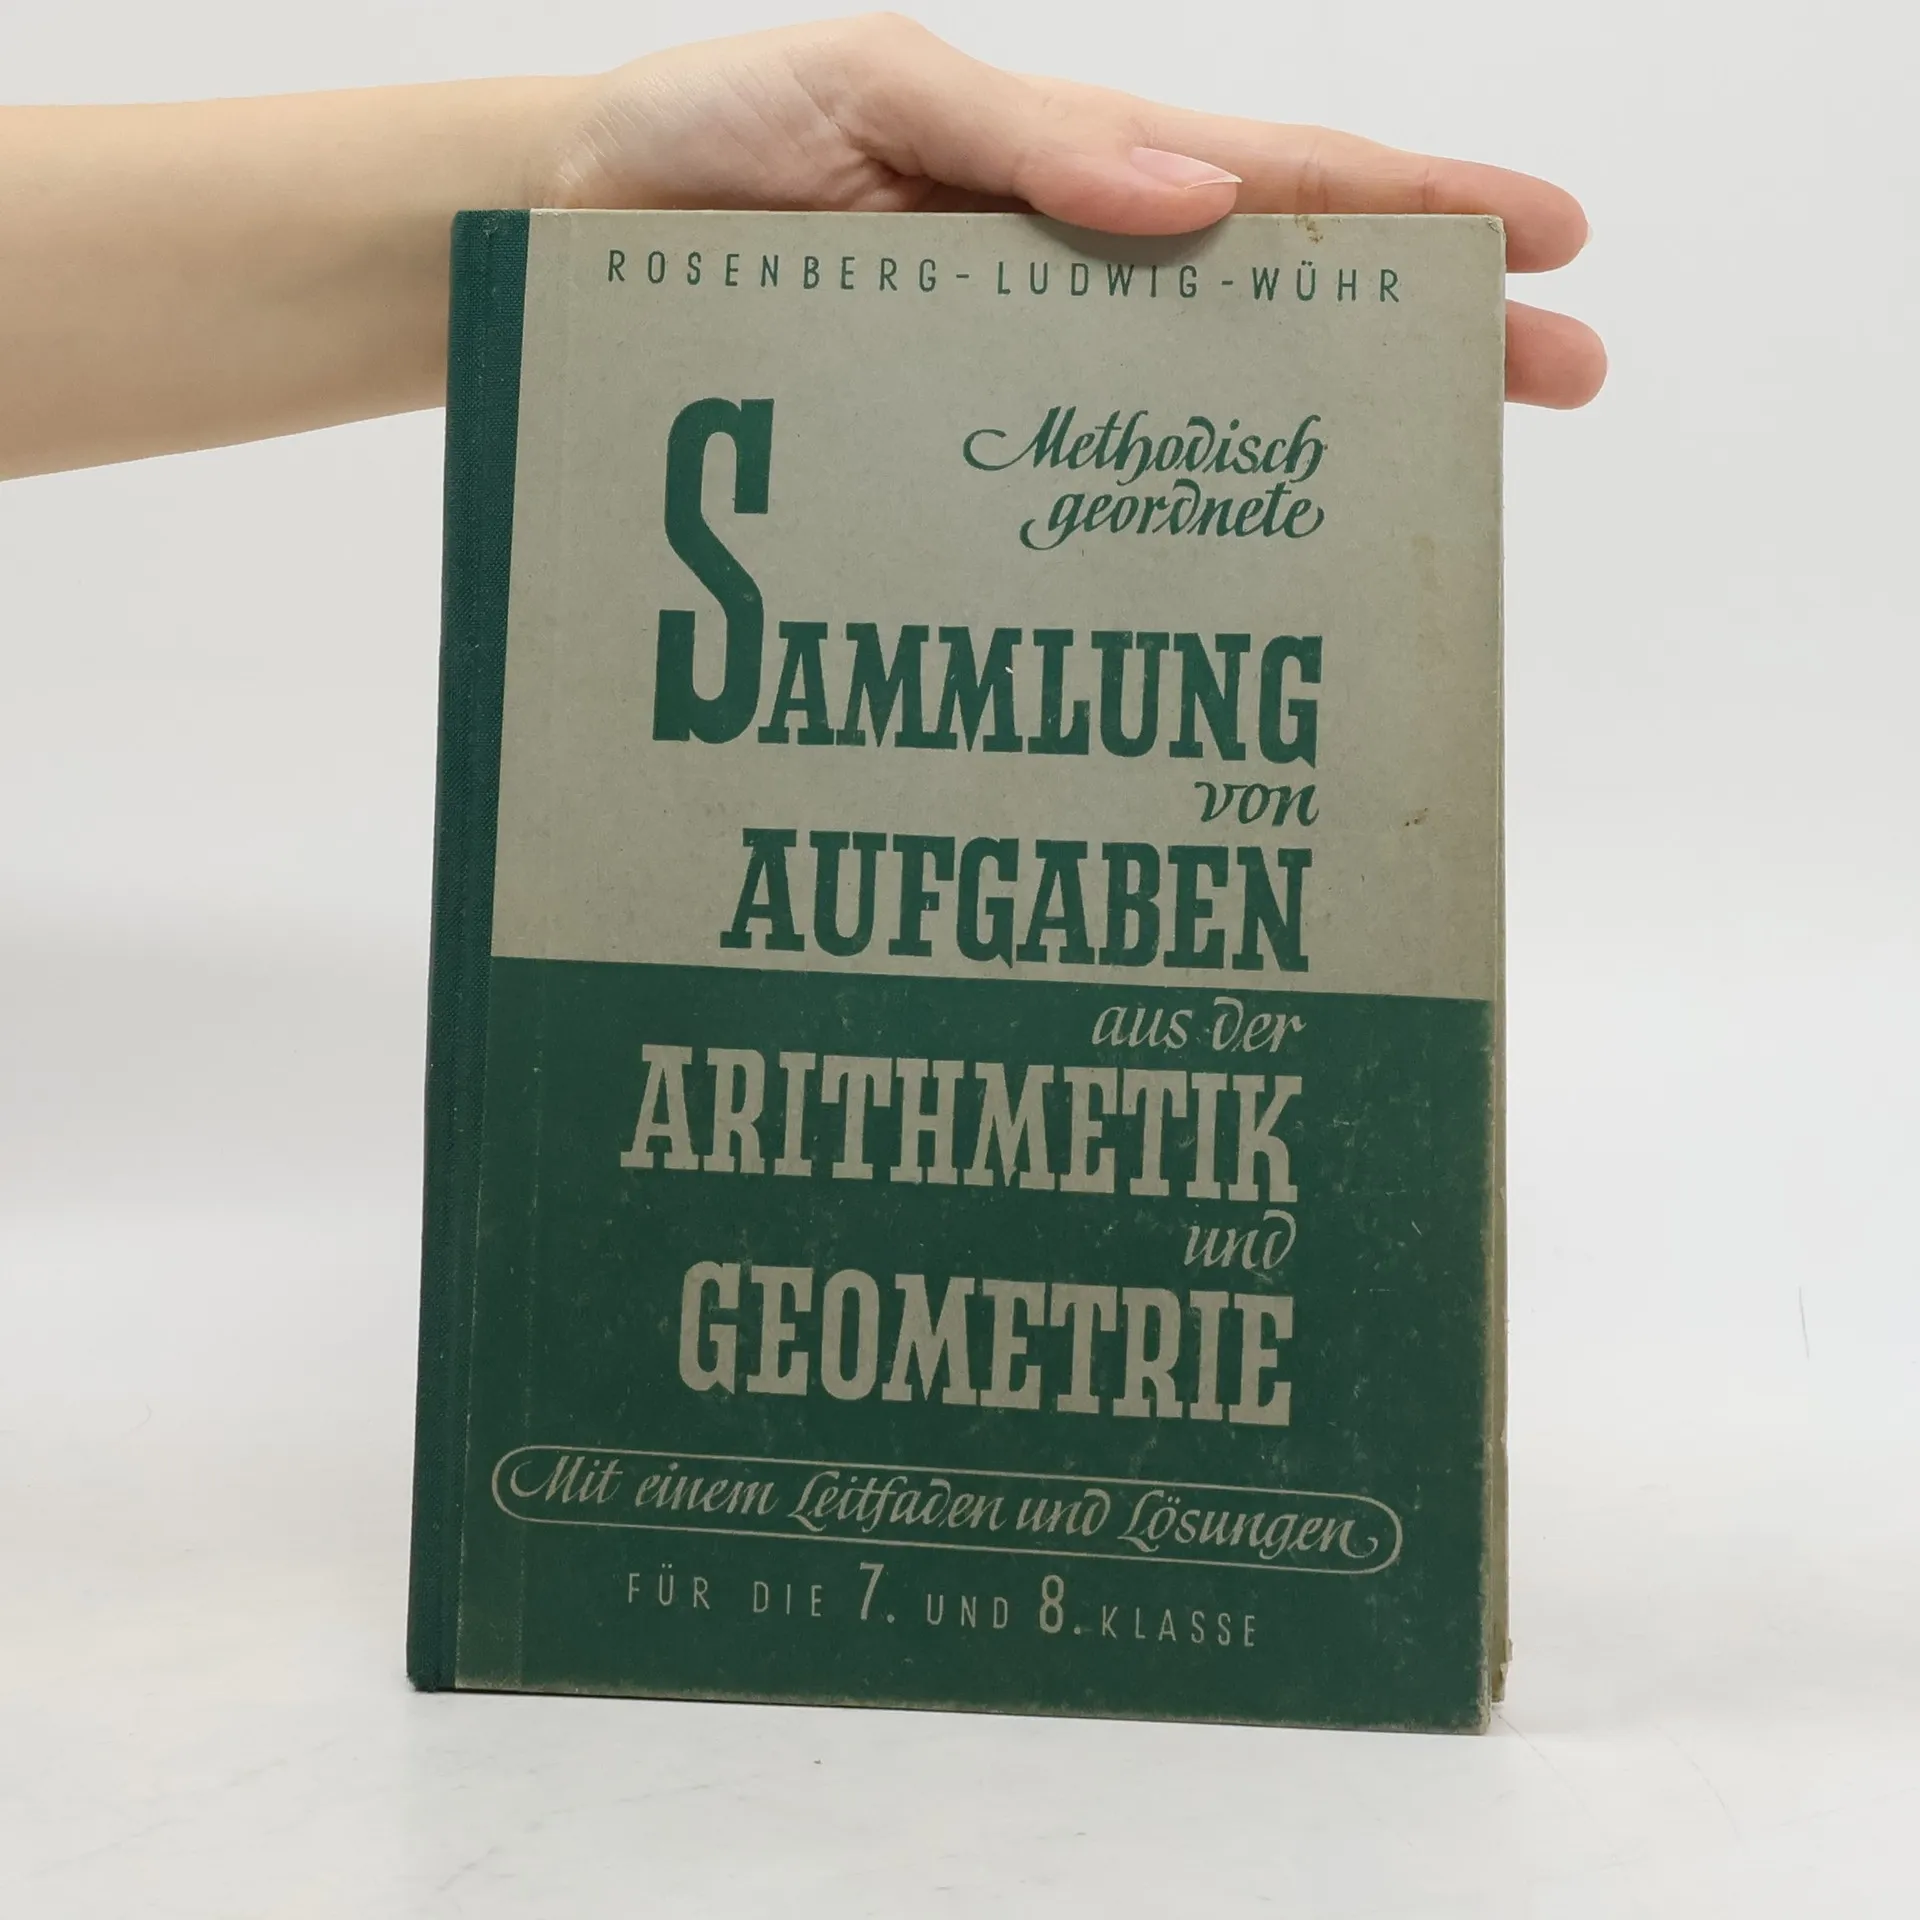 ROSENBERG - LUDWIG - WÜHR
Methodisch
geordnete
SAMMLUNG
von
AUFGABEN
aus der
ARITHMETIK
und
GEOMETRIE
Mit einem Leitfaden und Lösungen
FÜR DIE 7. UND 8. KLASSE